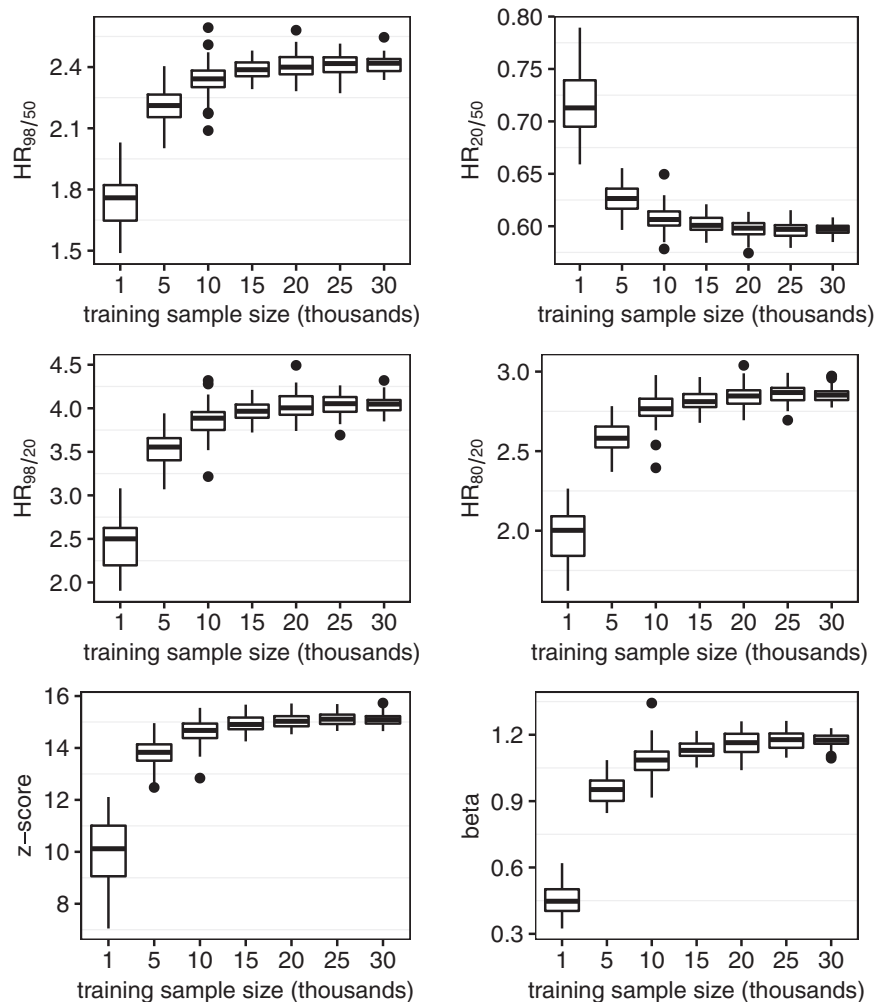 HR98/50
2.4
2.1
1.8
1.5
1 5 10 15 20 25 30
training sample size (thousands)
HR20/50
0.80
0.75
0.70
0.65
0.60
1 5 10 15 20 25 30
training sample size (thousands)
HR98/20
4.5
4.0
3.5
3.0
2.5
2.0
1 5 10 15 20 25 30
training sample size (thousands)
HR80/20
3.0
2.5
2.0
1 5 10 15 20 25 30
training sample size (thousands)
z−score
16
14
12
10
8
1 5 10 15 20 25 30
training sample size (thousands)
beta
1.2
0.9
0.6
0.3
1 5 10 15 20 25 30
training sample size (thousands)